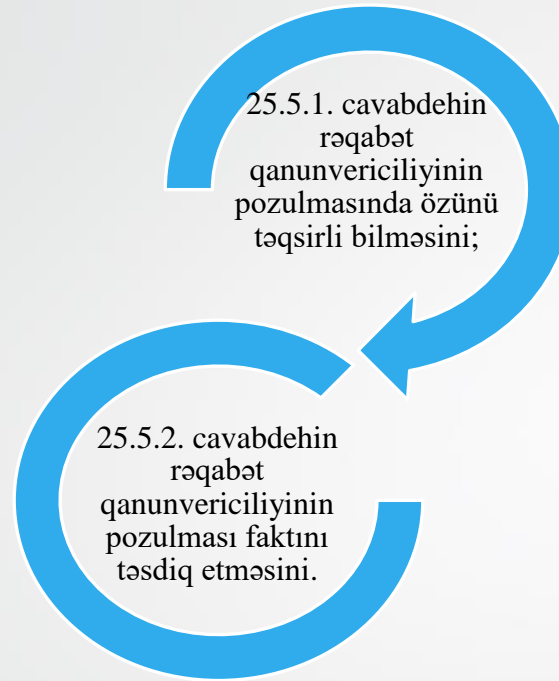 25.5.1. cavabdehin
rəqabət
qanunvericiliyinin
pozulmasında özünü
təqsirli bilməsini;
25.5.2. cavabdehin
rəqabət
qanunvericiliyinin
pozulması faktını
təsdiq etməsini.